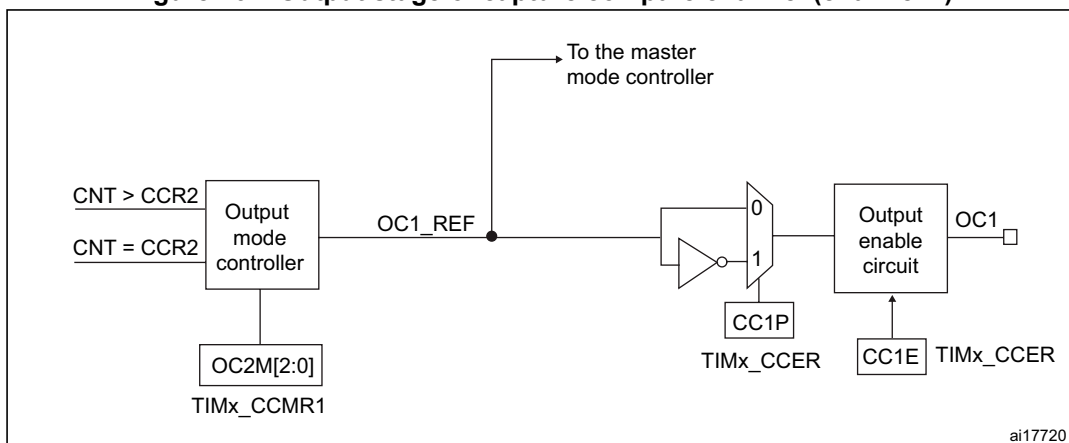 To the master
mode controller
CNT > CCR2
CNT = CCR2
Output
mode
controller
OC1_REF
0
1
Output
enable
circuit
OC1
CC1P
TIMx_CCER
CC1E
TIMx_CCER
OC2M[2:0]
TIMx_CCMR1
ai17720